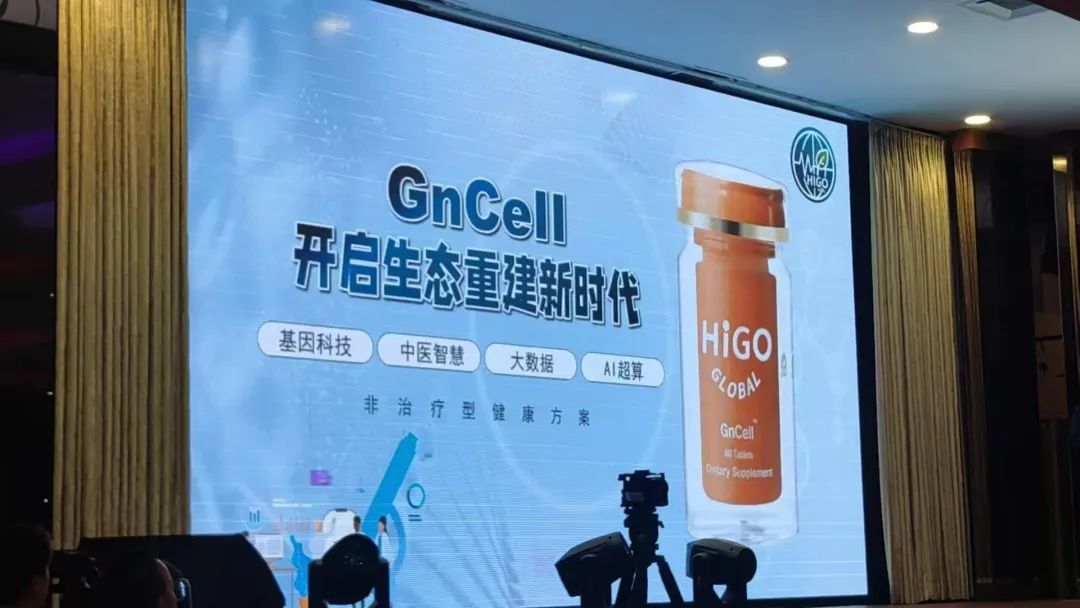 GnCell
开启生态重建新时代
基因科技 中医智慧 大数据 AI超算
非治疗型健康方案
HiGO
HiGO
GLOBAL
GnCell™
60 Tablets
Dietary Supplement